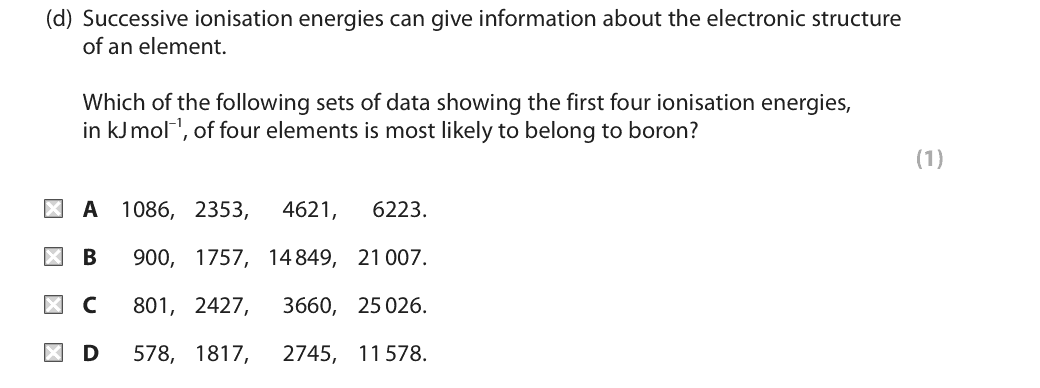 (d) Successive ionisation energies can give information about the electronic structure
of an element.
Which of the following sets of data showing the first four ionisation energies,
in kJ mol⁻¹, of four elements is most likely to belong to boron?
(1)
A 1086, 2353, 4621, 6223.
B 900, 1757, 14 849, 21 007.
C 801, 2427, 3660, 25 026.
D 578, 1817, 2745, 11 578.